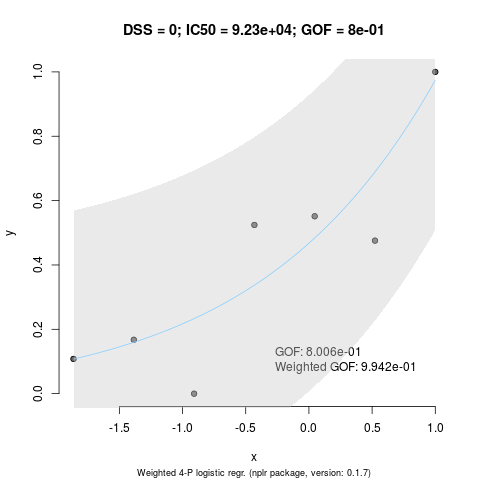 DSS = 0; IC50 = 9.23e+04; GOF = 8e-01
1.0
0.8
0.6
y
0.4
0.2
0.0
GOF: 8.006e-01
Weighted GOF: 9.942e-01
-1.5 -1.0 -0.5 0.0 0.5 1.0
x
Weighted 4-P logistic regr. (nplr package, version: 0.1.7)